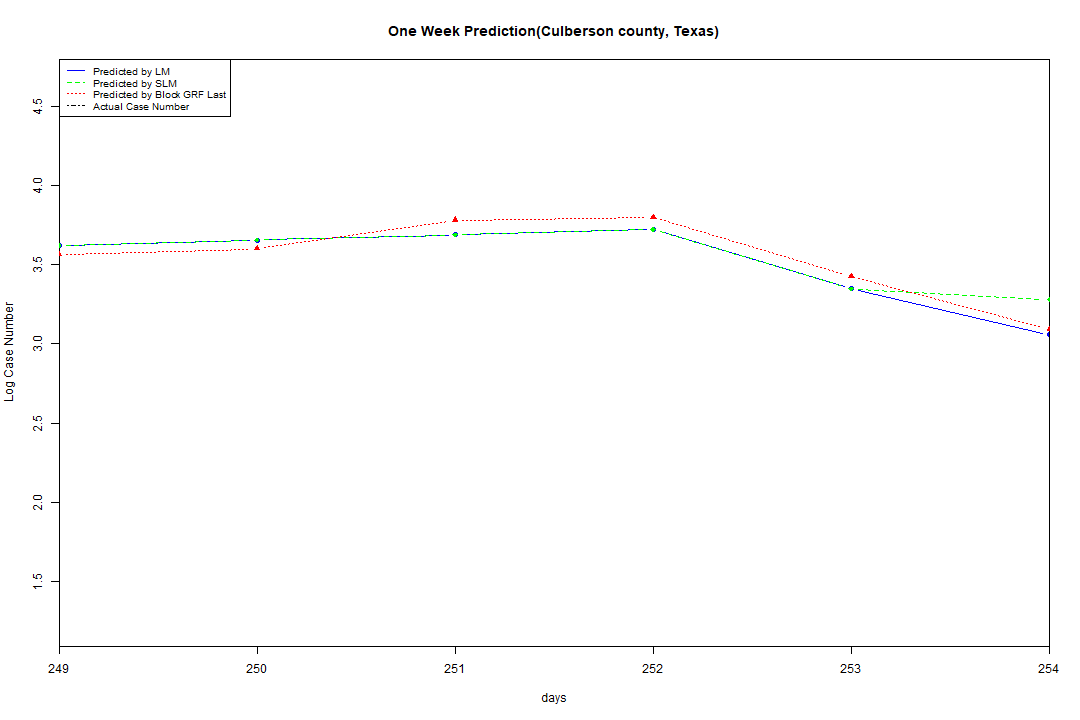 One Week Prediction(Culberson county, Texas)
Predicted by LM
Predicted by SLM
Predicted by Block GRF Last
Actual Case Number
4.5
4.0
3.5
3.0
2.5
2.0
1.5
Log Case Number
249 250 251 252 253 254
days